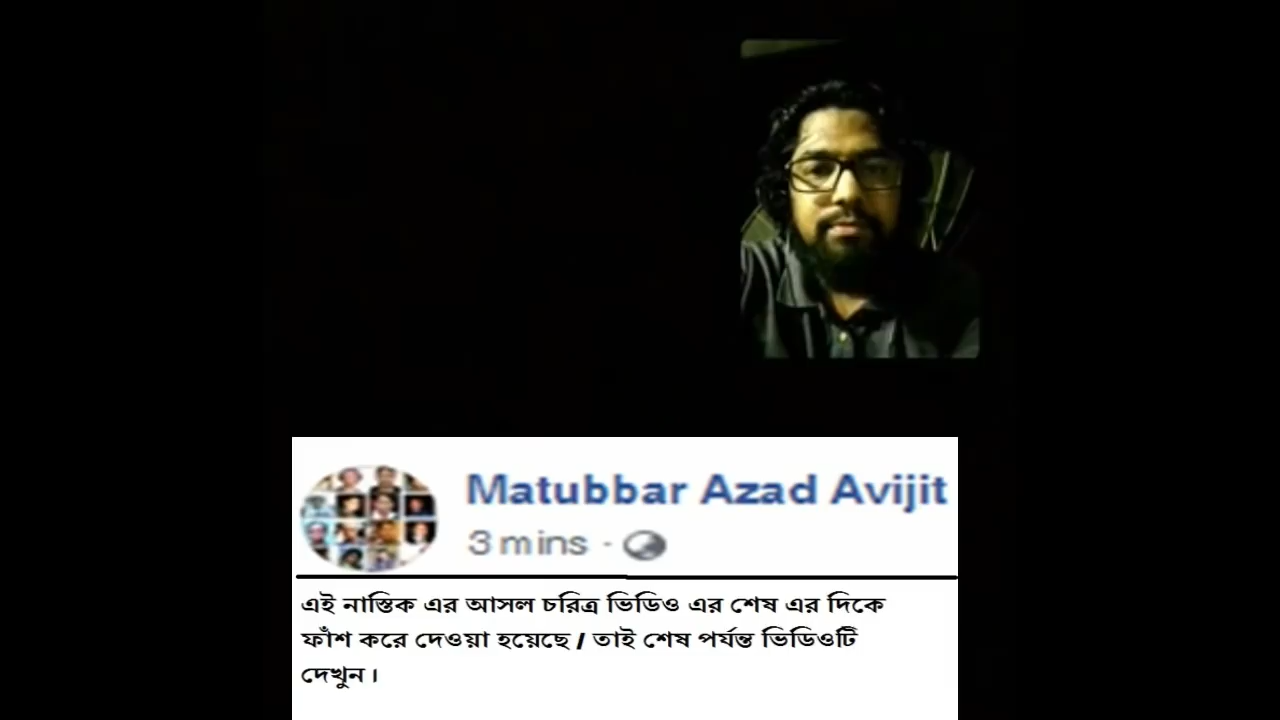 Matubbar Azad Avijit
3 mins ·
এই নাস্তিক এর আসল চরিত্র ভিডিও এর শেষ এর দিকে
ফাঁশ করে দেওয়া হয়েছে / তাই শেষ পর্যন্ত ভিডিওটি
দেখুন।